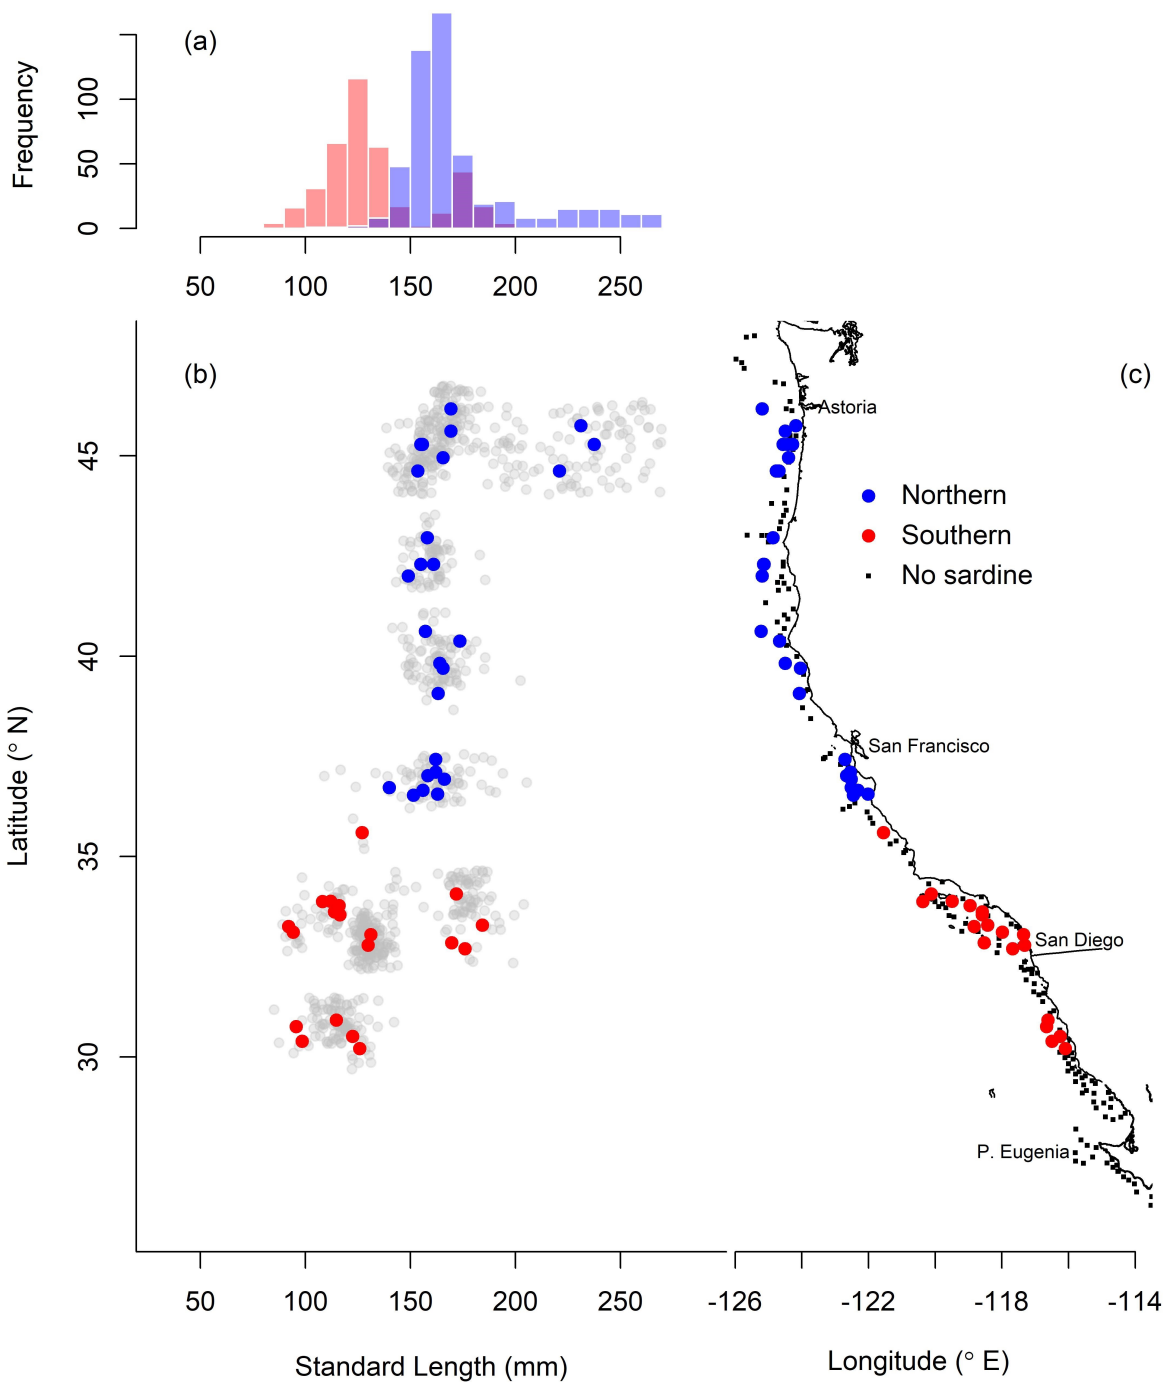 (a)
Frequency
0 50 100
50 100 150 200 250
(b)
(c)
Astoria
Northern
Southern
No sardine
San Francisco
San Diego
P. Eugenia
Latitude (° N)
30 35 40 45
50 100 150 200 250
-126 -122 -118 -114
Standard Length (mm)
Longitude (° E)